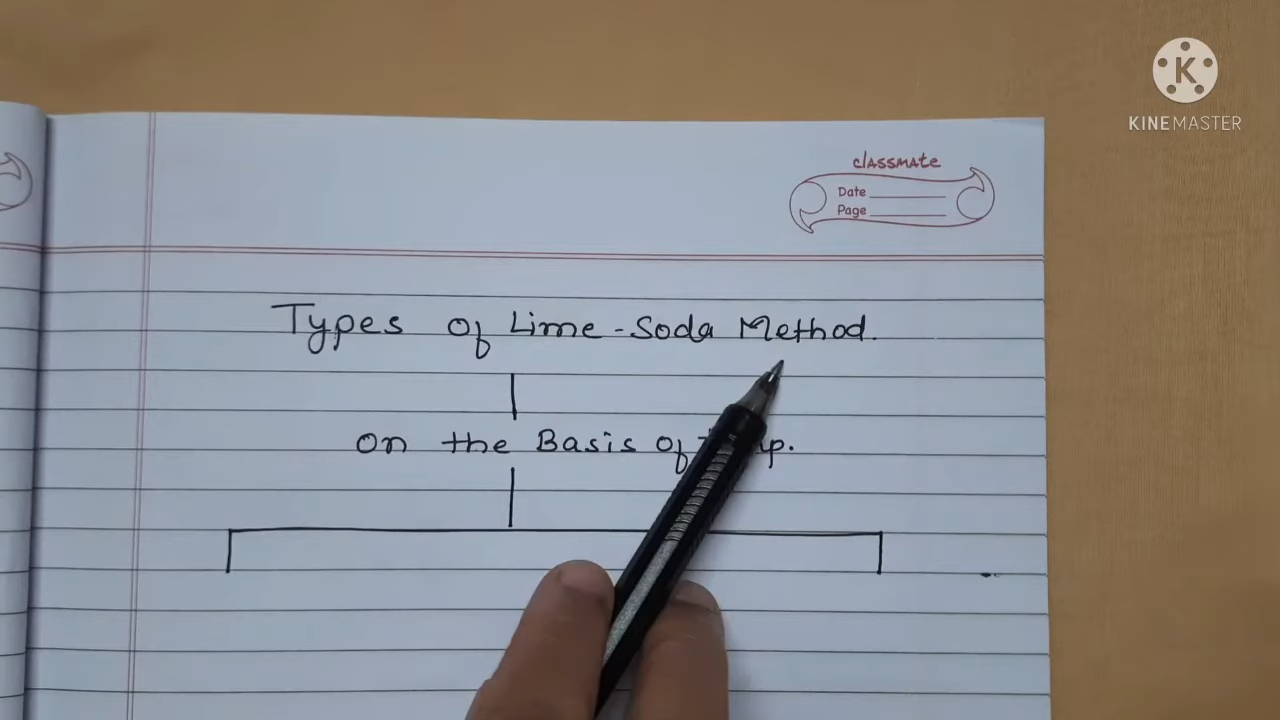 K
KINEMASTER
classmate
Date
Page
Types of Lime-Soda Method.
on the Basis of